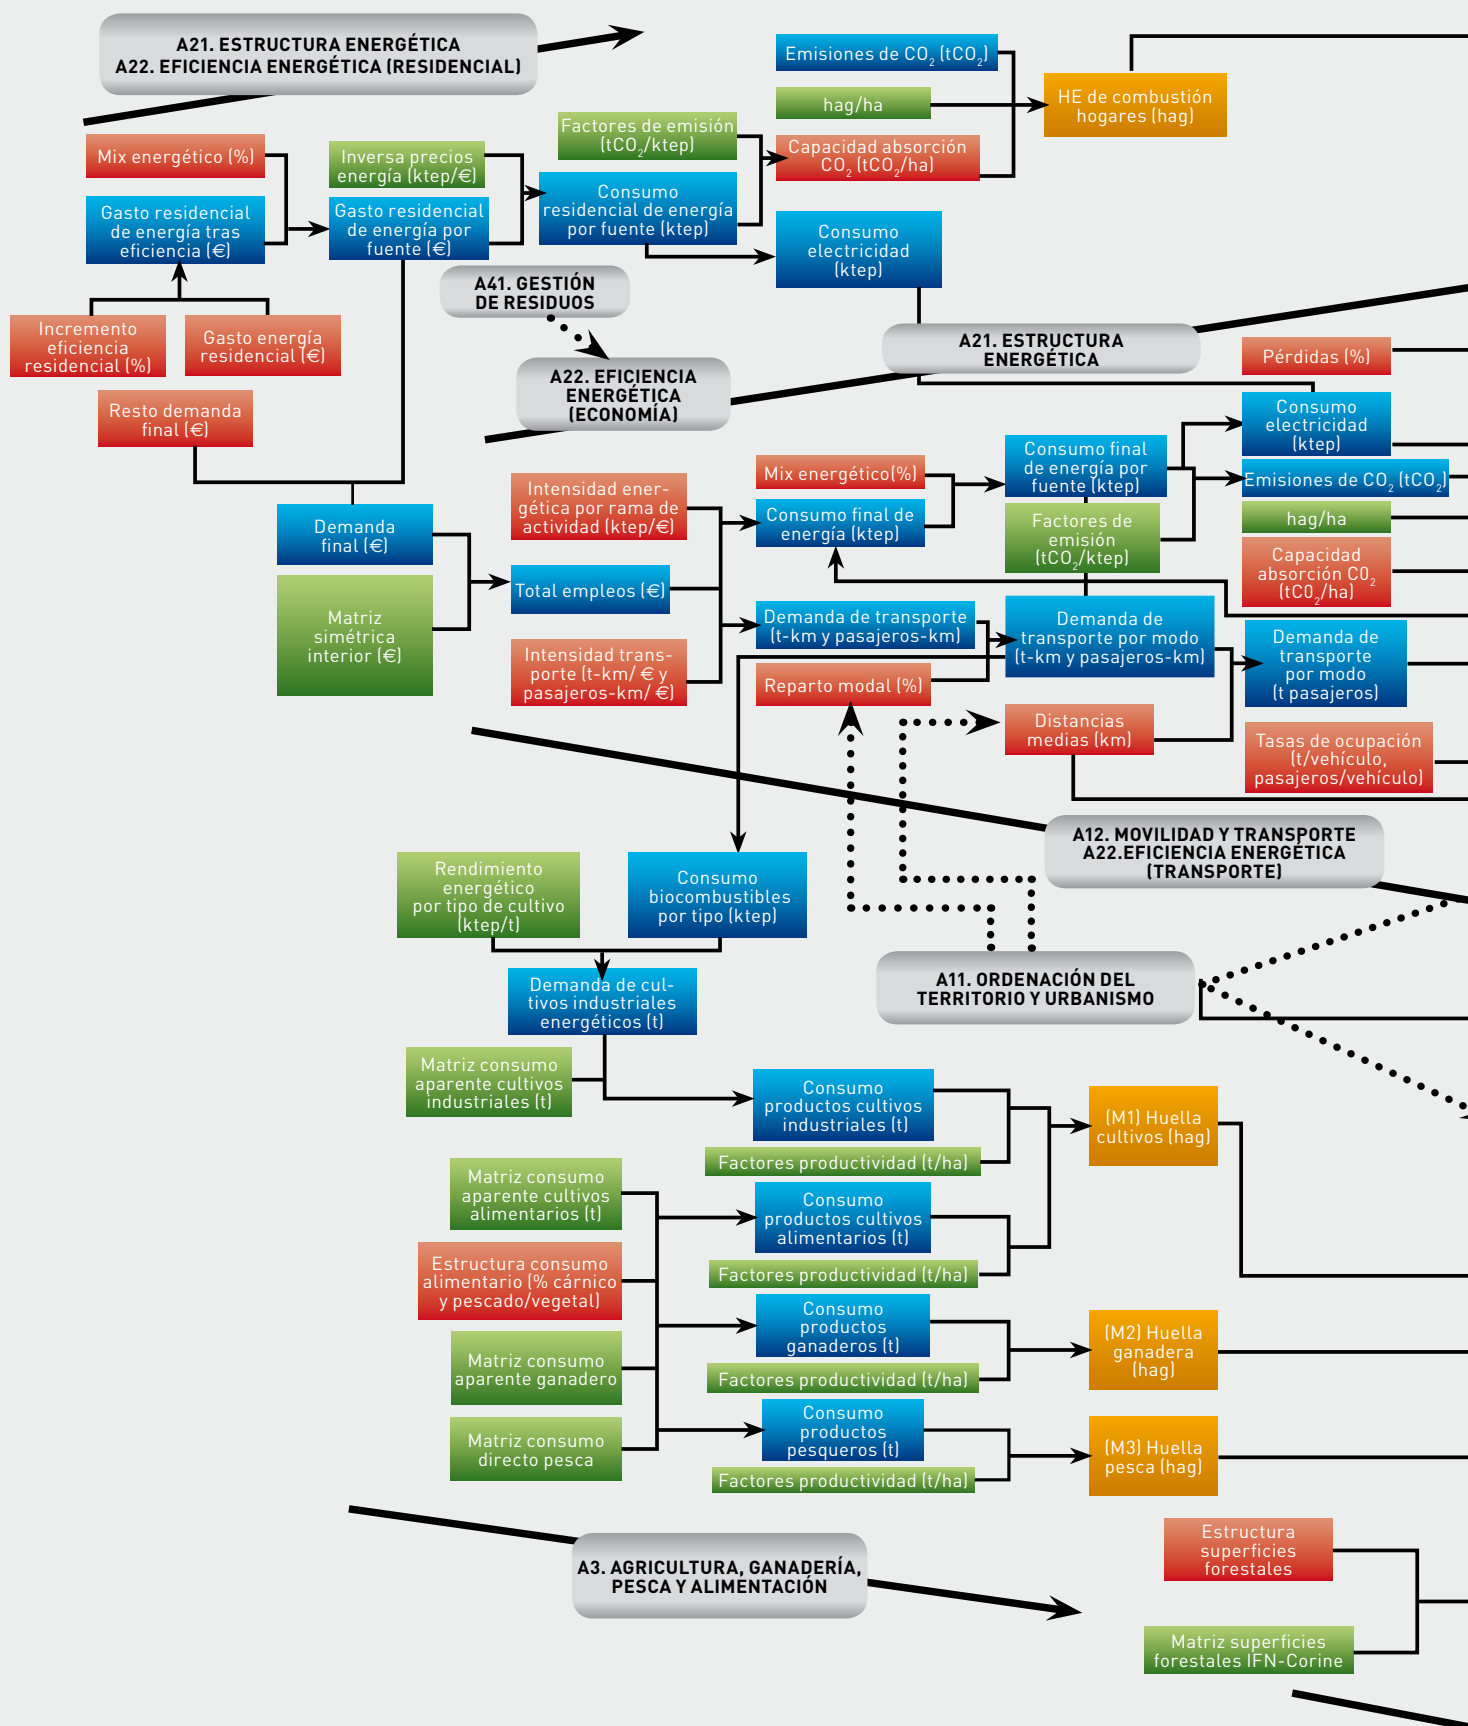 A21. ESTRUCTURA ENERGÉTICA
A22. EFICIENCIA ENERGÉTICA (RESIDENCIAL)
Emisiones de CO2 (tCO2)
hag/ha
Capacidad absorción
CO2 (tCO2/ha)
HE de combustión
hogares (hag)
Factores de emisión
(tCO2/ktep)
Mix energético (%)
Inversa precios
energía (ktep/€)
Gasto residencial
de energía tras
eficiencia (€)
Gasto residencial
de energía por
fuente (€)
Consumo
residencial de energía
por fuente (ktep)
Consumo
electricidad
(ktep)
A41. GESTIÓN
DE RESIDUOS
Incremento
eficiencia
residencial (%)
Gasto energía
residencial (€)
A21. ESTRUCTURA
ENERGÉTICA
Pérdidas (%)
A22. EFICIENCIA
ENERGÉTICA
(ECONOMÍA)
Resto demanda
final (€)
Consumo
electricidad
(ktep)
Mix energético(%)
Consumo final
de energía por
fuente (ktep)
Emisiones de CO2 (tCO2)
Intensidad ener-
gética por rama de
actividad (ktep/€)
Consumo final de
energía (ktep)
Factores de
emisión
(tCO2/ktep)
hag/ha
Demanda
final (€)
Capacidad
absorción C02
(tC02/ha)
Total empleos (€)
Matriz
simétrica
interior (€)
Demanda de transporte
(t-km y pasajeros-km)
Demanda de
transporte por modo
(t-km y pasajeros-km)
Demanda de
transporte
por modo
(t pasajeros)
Intensidad trans-
porte (t-km/ € y
pasajeros-km/ €)
Reparto modal (%)
Distancias
medias (km)
Tasas de ocupación
(t/vehículo,
pasajeros/vehículo)
A12. MOVILIDAD Y TRANSPORTE
A22.EFICIENCIA ENERGÉTICA
(TRANSPORTE)
Rendimiento
energético
por tipo de cultivo
(ktep/t)
Consumo
biocombustibles
por tipo (ktep)
A11. ORDENACIÓN DEL
TERRITORIO Y URBANISMO
Demanda de cul-
tivos industriales
energéticos (t)
Matriz consumo
aparente cultivos
industriales (t)
Consumo
productos cultivos
industriales (t)
(M1) Huella
cultivos (hag)
Factores productividad (t/ha)
Matriz consumo
aparente cultivos
alimentarios (t)
Consumo
productos cultivos
alimentarios (t)
Estructura consumo
alimentario (% cárnico
y pescado/vegetal)
Factores productividad (t/ha)
Consumo
productos
ganaderos (t)
(M2) Huella
ganadera
(hag)
Matriz consumo
aparente ganadero
Factores productividad (t/ha)
Consumo
productos
pesqueros (t)
(M3) Huella
pesca (hag)
Matriz consumo
directo pesca
Factores productividad (t/ha)
Estructura
superficies
forestales
A3. AGRICULTURA, GANADERÍA,
PESCA Y ALIMENTACIÓN
Matriz superficies
forestales IFN-Corine